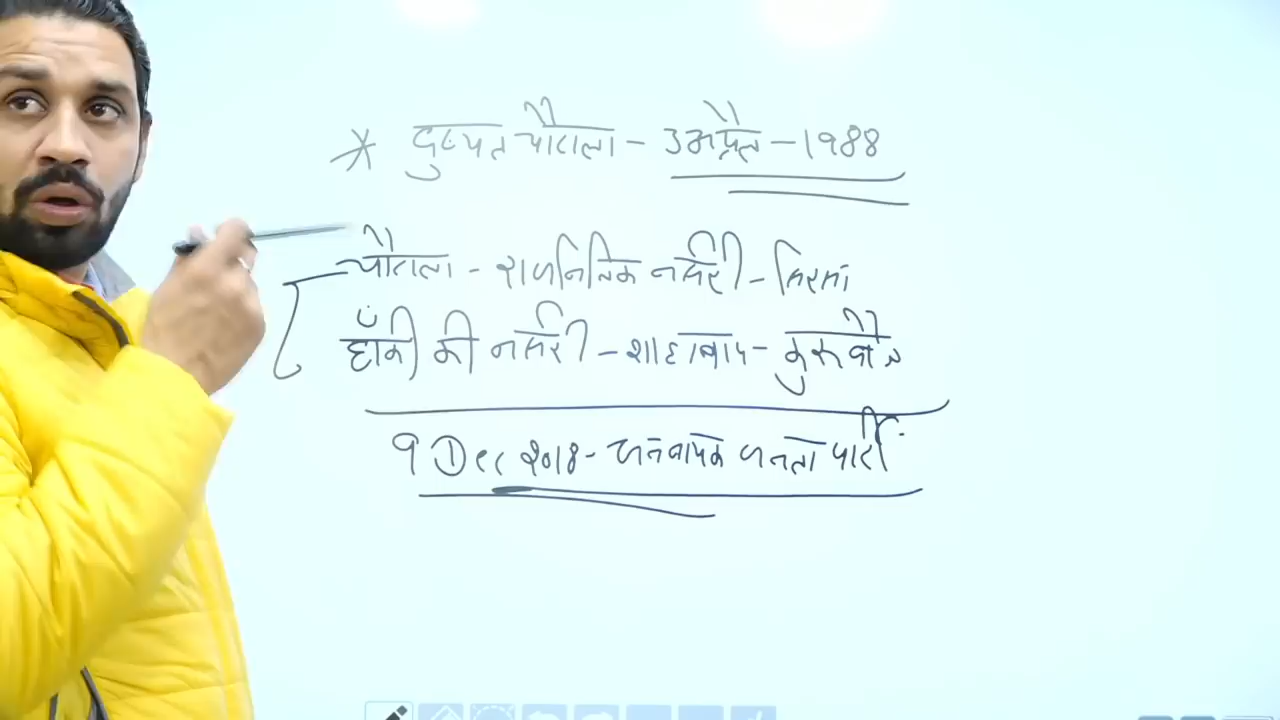 * दुष्यंत चौटाला - 3 अप्रैल - 1988
चौटाला - राजनितिक नर्सरी - सिरसा
हॉकी की नर्सरी - शाहाबाद - कुरुक्षेत्र
9 Dec 2018 - जननायक जनता पार्टी